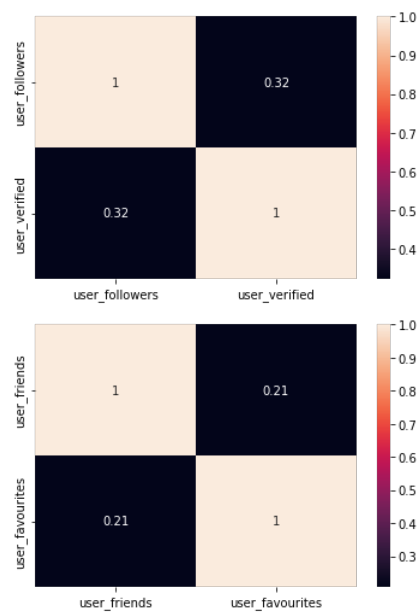 user_followers
1
0.32
user_verified
0.32
1
user_followers
user_verified
1.0
0.9
0.8
0.7
0.6
0.5
0.4
user_friends
1
0.21
user_favourites
0.21
1
user_friends
user_favourites
1.0
0.9
0.8
0.7
0.6
0.5
0.4
0.3